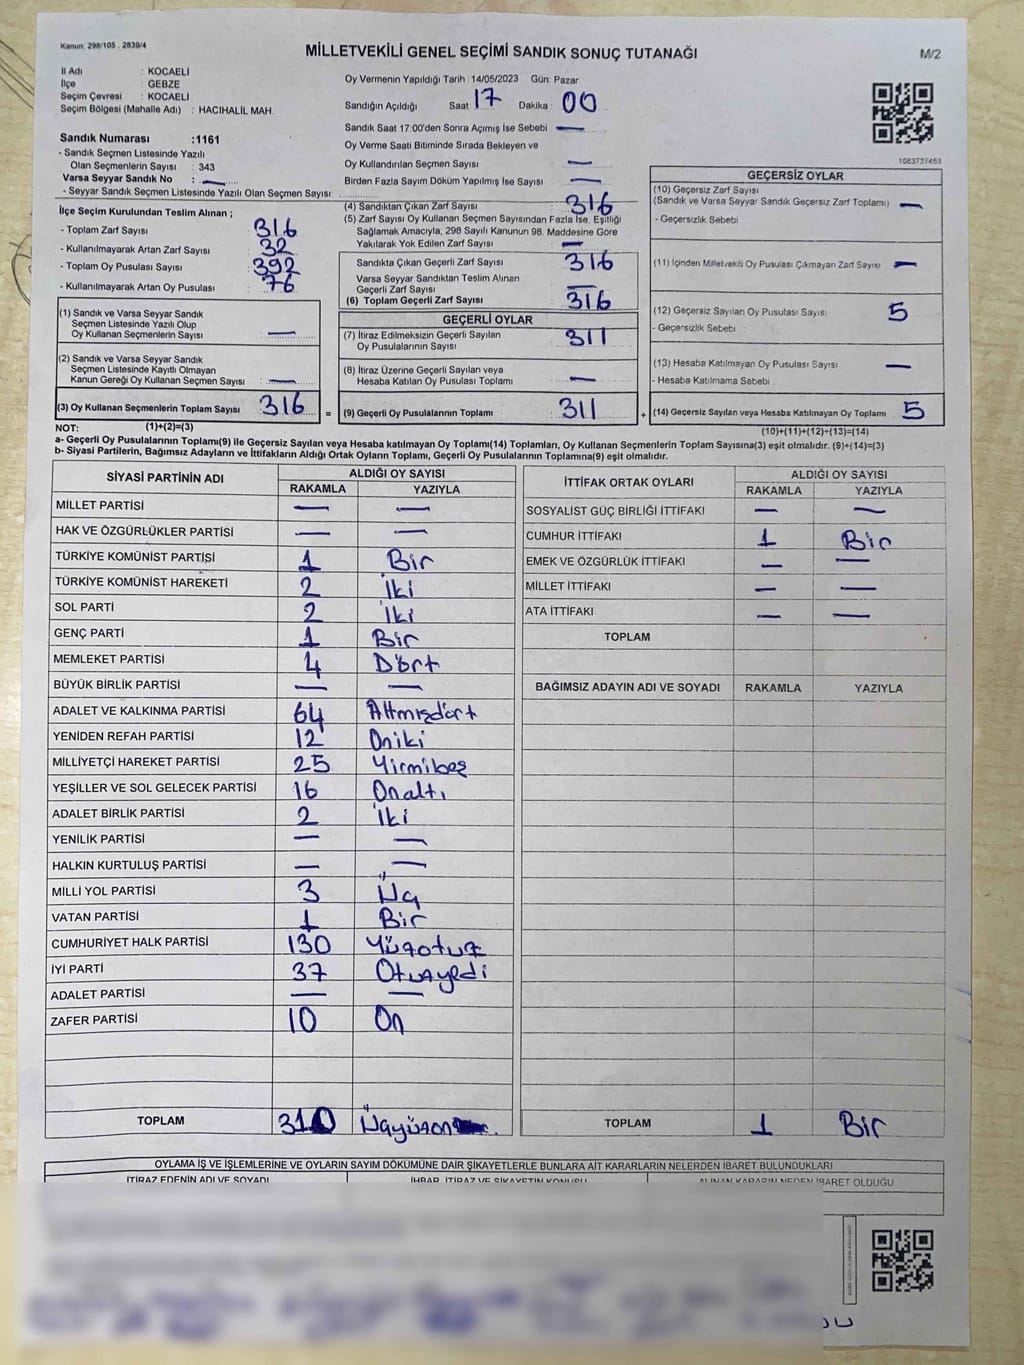 Kanun: 298/105 . 2839/4
MİLLETVEKİLİ GENEL SEÇİMİ SANDIK SONUÇ TUTANAĞI
M/2
İl Adı : KOCAELİ
İlçe : GEBZE
Seçim Çevresi : KOCAELİ
Seçim Bölgesi (Mahalle Adı) : HACIHALİL MAH.
Sandık Numarası :1161
- Sandık Seçmen Listesinde Yazılı
Olan Seçmenlerin Sayısı : 343
Varsa Seyyar Sandık No : —
- Seyyar Sandık Seçmen Listesinde Yazılı Olan Seçmen Sayısı:
Oy Vermenin Yapıldığı Tarih :14/05/2023 Gün: Pazar
Sandığın Açıldığı Saat : 17 Dakika : 00
Sandık Saat 17:00'den Sonra Açımış İse Sebebi : —
Oy Verme Saati Bitiminde Sırada Bekleyen ve
Oy Kullandırılan Seçmen Sayısı : —
Birden Fazla Sayım Döküm Yapılmış İse Sayısı : —
1083737453
İlçe Seçim Kurulundan Teslim Alınan ;
- Toplam Zarf Sayısı : 316
- Kullanılmayarak Artan Zarf Sayısı : 32
- Toplam Oy Pusulası Sayısı : 392
- Kullanılmayarak Artan Oy Pusulası : 76
(4) Sandıktan Çıkan Zarf Sayısı : 316
(5) Zarf Sayısı Oy Kullanan Seçmen Sayısından Fazla İse, Eşitliği
Sağlamak Amacıyla, 298 Sayılı Kanunun 98. Maddesine Göre
Yakılarak Yok Edilen Zarf Sayısı : —
Sandıkta Çıkan Geçerli Zarf Sayısı : 316
Varsa Seyyar Sandıktan Teslim Alınan
Geçerli Zarf Sayısı : —
(6) Toplam Geçerli Zarf Sayısı : 316
GEÇERSİZ OYLAR
(10) Geçersiz Zarf Sayısı
(Sandık ve Varsa Seyyar Sandık Geçersiz Zarf Toplamı) : —
- Geçersizlik Sebebi :
(11) İçinden Milletvekili Oy Pusulası Çıkmayan Zarf Sayısı : —
(12) Geçersiz Sayılan Oy Pusulası Sayısı : 5
- Geçersizlik Sebebi :
(13) Hesaba Katılmayan Oy Pusulası Sayısı : —
- Hesaba Katılmama Sebebi :
(14) Geçersiz Sayılan veya Hesaba Katılmayan Oy Toplamı : 5
(10)+(11)+(12)+(13)=(14)
(1) Sandık ve Varsa Seyyar Sandık
Seçmen Listesinde Yazılı Olup
Oy Kullanan Seçmenlerin Sayısı : —
(2) Sandık ve Varsa Seyyar Sandık
Seçmen Listesinde Kayıtlı Olmayan
Kanun Gereği Oy Kullanan Seçmen Sayısı : —
(3) Oy Kullanan Seçmenlerin Toplam Sayısı : 316 =
GEÇERLİ OYLAR
(7) İtiraz Edilmeksizin Geçerli Sayılan
Oy Pusulalarının Sayısı : 311
(8) İtiraz Üzerine Geçerli Sayılan veya
Hesaba Katılan Oy Pusulası Toplamı : —
(9) Geçerli Oy Pusulalarının Toplamı : 311 +
NOT: (1)+(2)=(3)
a- Geçerli Oy Pusulalarının Toplamı(9) ile Geçersiz Sayılan veya Hesaba katılmayan Oy Toplamı(14) Toplamları, Oy Kullanan Seçmenlerin Toplam Sayısına(3) eşit olmalıdır. (9)+(14)=(3)
b- Siyasi Partilerin, Bağımsız Adayların ve İttifakların Aldığı Ortak Oyların Toplamı, Geçerli Oy Pusulalarının Toplamına(9) eşit olmalıdır.
SİYASİ PARTİNİN ADI ALDIĞI OY SAYISI
RAKAMLA YAZIYLA
MİLLET PARTİSİ — —
HAK VE ÖZGÜRLÜKLER PARTİSİ — —
TÜRKİYE KOMÜNİST PARTİSİ 1 Bir
TÜRKİYE KOMÜNİST HAREKETİ 2 İki
SOL PARTİ 2 İki
GENÇ PARTİ 1 Bir
MEMLEKET PARTİSİ 4 Dört
BÜYÜK BİRLİK PARTİSİ — —
ADALET VE KALKINMA PARTİSİ 64 Altmışdört
YENİDEN REFAH PARTİSİ 12 Oniki
MİLLİYETÇİ HAREKET PARTİSİ 25 Yirmibeş
YEŞİLLER VE SOL GELECEK PARTİSİ 16 Onaltı
ADALET BİRLİK PARTİSİ 2 İki
YENİLİK PARTİSİ — —
HALKIN KURTULUŞ PARTİSİ — —
MİLLİ YOL PARTİSİ 3 Üç
VATAN PARTİSİ 1 Bir
CUMHURİYET HALK PARTİSİ 130 Yüzotuz
İYİ PARTİ 37 Otuzyedi
ADALET PARTİSİ — —
ZAFER PARTİSİ 10 On
TOPLAM 310 Üçyüzon
İTTİFAK ORTAK OYLARI ALDIĞI OY SAYISI
RAKAMLA YAZIYLA
SOSYALİST GÜÇ BİRLİĞİ İTTİFAKI — —
CUMHUR İTTİFAKI 1 Bir
EMEK VE ÖZGÜRLÜK İTTİFAKI — —
MİLLET İTTİFAKI — —
ATA İTTİFAKI — —
TOPLAM
BAĞIMSIZ ADAYIN ADI VE SOYADI RAKAMLA YAZIYLA
TOPLAM 1 Bir
OYLAMA İŞ VE İŞLEMLERİNE VE OYLARIN SAYIM DÖKÜMÜNE DAİR ŞİKAYETLERLE BUNLARA AİT KARARLARIN NELERDEN İBARET BULUNDUKLARI
İTİRAZ EDENİN ADI VE SOYADI İHBAR, İTİRAZ VE ŞİKAYETİN KONUSU ALINAN KARARIN NEDEN İBARET OLDUĞU